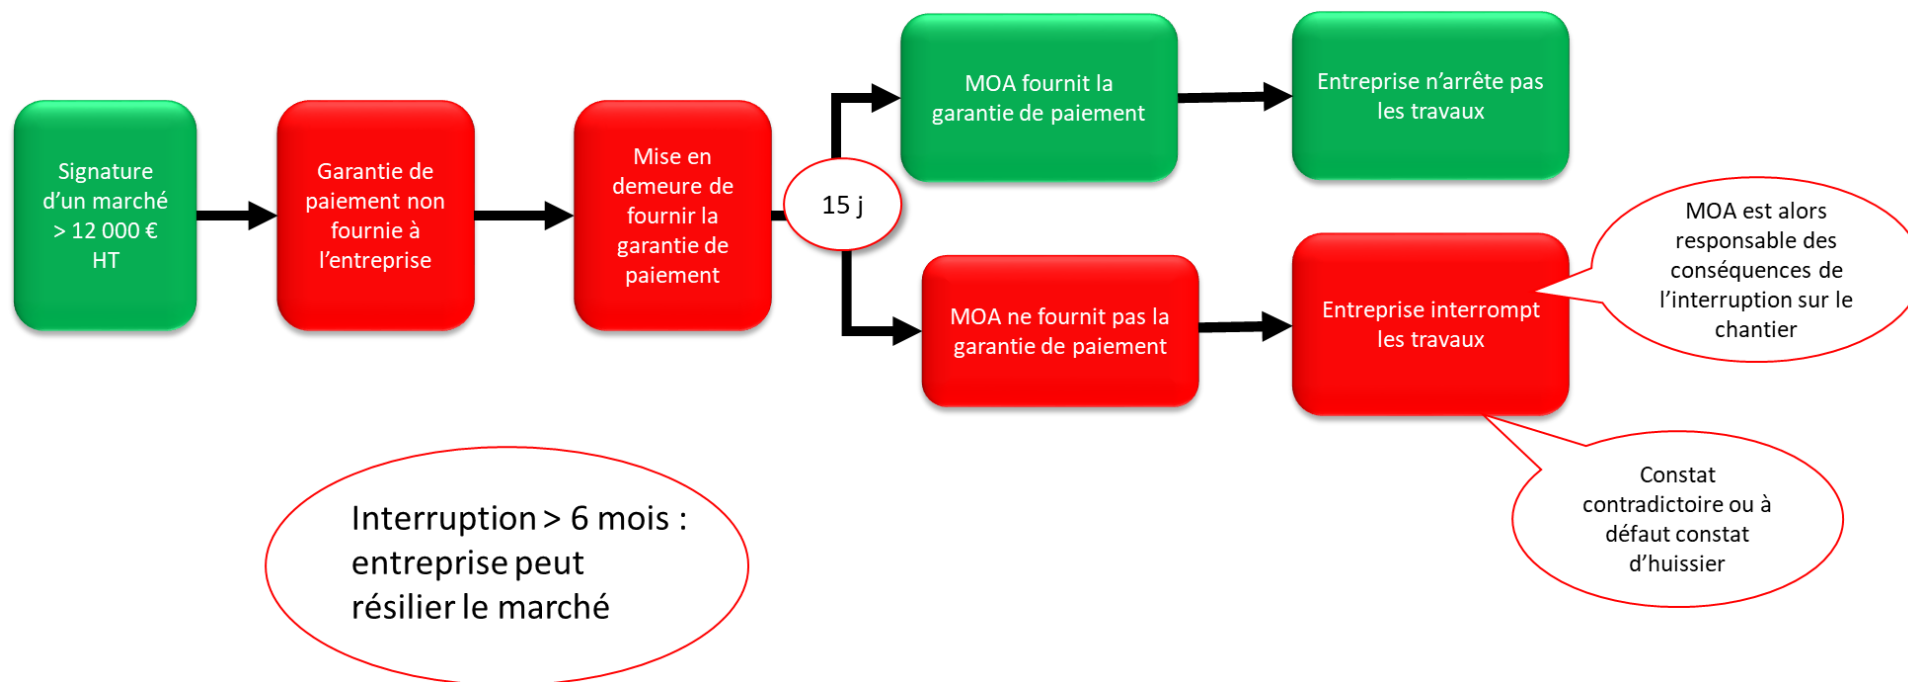 Signature
d’un marché
> 12 000 €
HT
Garantie de
paiement non
fournie à
l’entreprise
Mise en
demeure de
fournir la
garantie de
paiement
15 j
MOA fournit la
garantie de paiement
Entreprise n’arrête pas
les travaux
MOA ne fournit pas la
garantie de paiement
Entreprise interrompt
les travaux
MOA est alors
responsable des
conséquences de
l’interruption sur le
chantier
Constat
contradictoire ou à
défaut constat
d’huissier
Interruption > 6 mois :
entreprise peut
résilier le marché